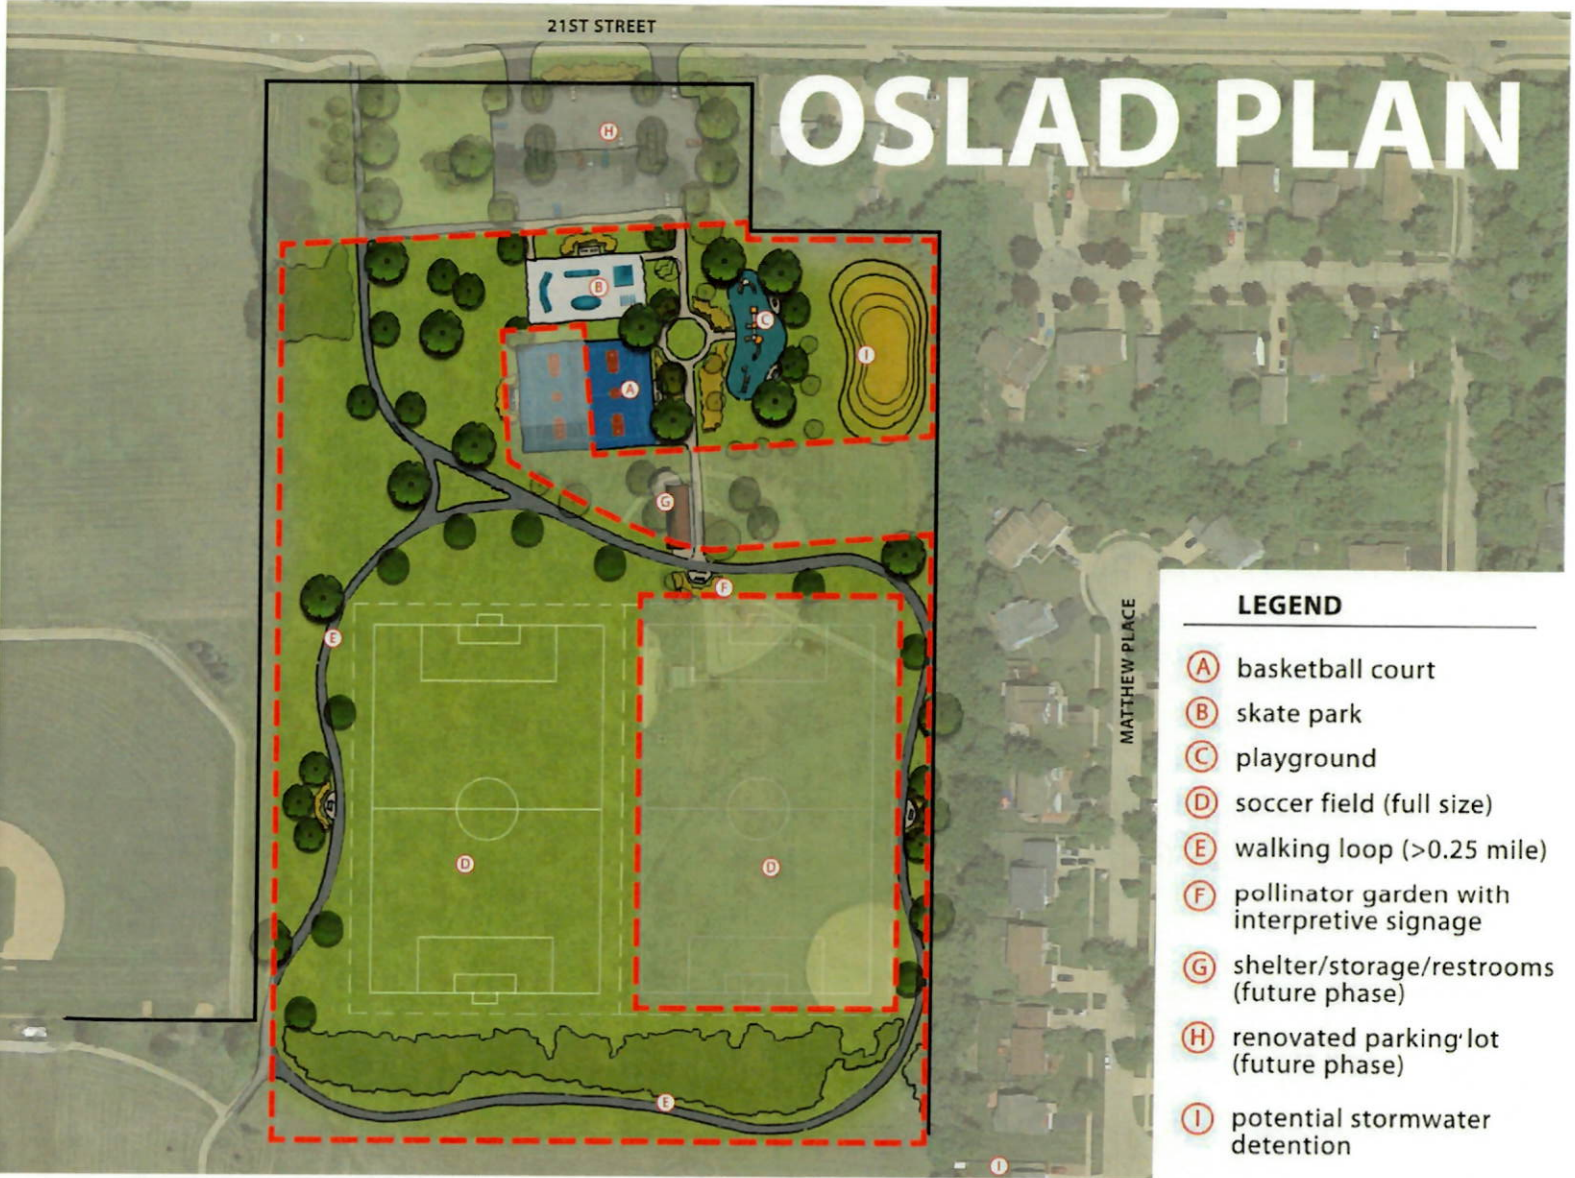 21ST STREET
OSLAD PLAN
H
B
C
I
A
G
F
E
D
D
E
I
MATTHEW PLACE
LEGEND
A basketball court
B skate park
C playground
D soccer field (full size)
E walking loop (>0.25 mile)
F pollinator garden with
interpretive signage
G shelter/storage/restrooms
(future phase)
H renovated parking lot
(future phase)
I potential stormwater
detention